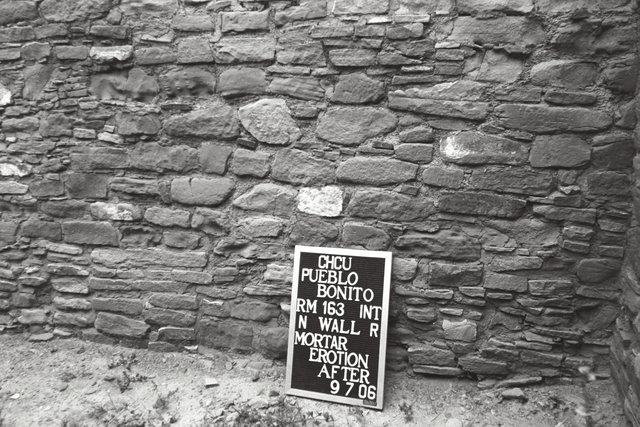 CHCU
PUEBLO
BONITO
RM 163 INT
N WALL R
MORTAR
EROTION
AFTER
9 7 06